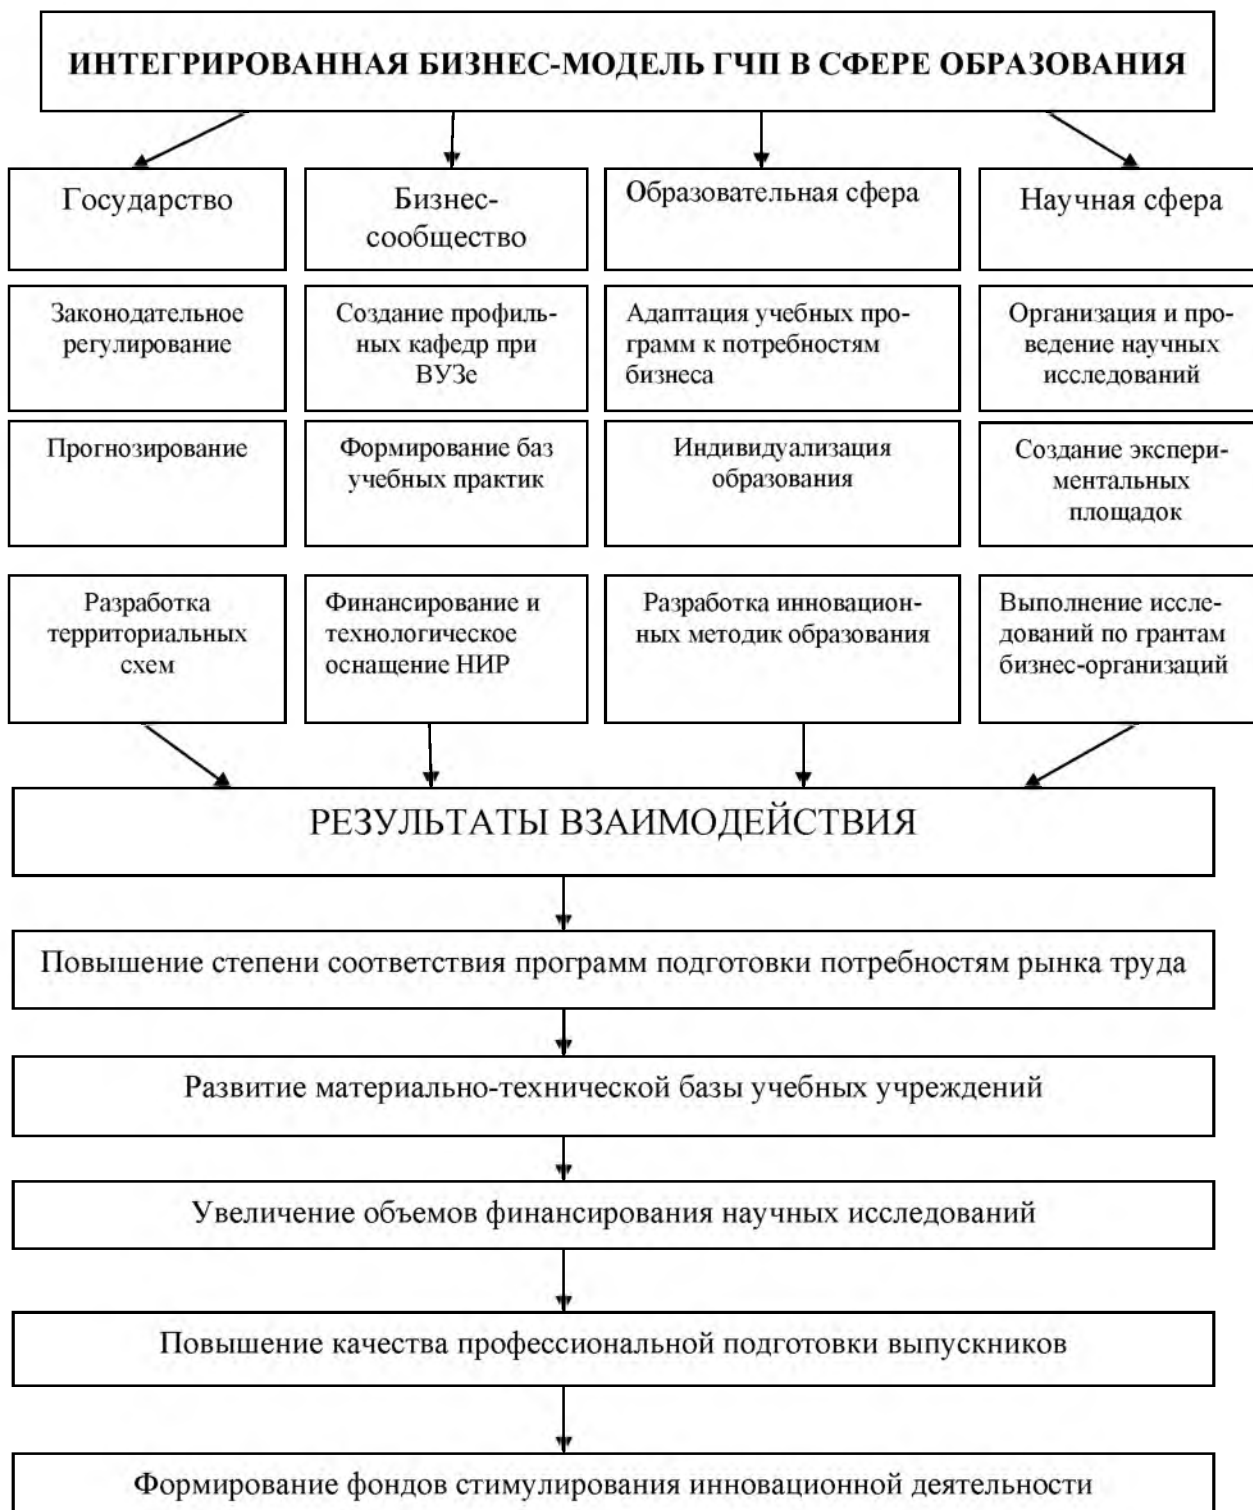 ИНТЕГРИРОВАННАЯ БИЗНЕС-МОДЕЛЬ ГЧП В СФЕРЕ ОБРАЗОВАНИЯ
Государство
Бизнес-
сообщество
Образовательная сфера
Научная сфера
Законодательное
регулирование
Создание профиль-
ных кафедр при
ВУЗе
Адаптация учебных про-
грамм к потребностям
бизнеса
Организация и про-
ведение научных
исследований
Прогнозирование
Формирование баз
учебных практик
Индивидуализация
образования
Создание экспери-
ментальных
площадок
Разработка
территориальных
схем
Финансирование и
технологическое
оснащение НИР
Разработка инновацион-
ных методик образования
Выполнение иссле-
дований по грантам
бизнес-организаций
РЕЗУЛЬТАТЫ ВЗАИМОДЕЙСТВИЯ
Повышение степени соответствия программ подготовки потребностям рынка труда
Развитие материально-технической базы учебных учреждений
Увеличение объемов финансирования научных исследований
Повышение качества профессиональной подготовки выпускников
Формирование фондов стимулирования инновационной деятельности